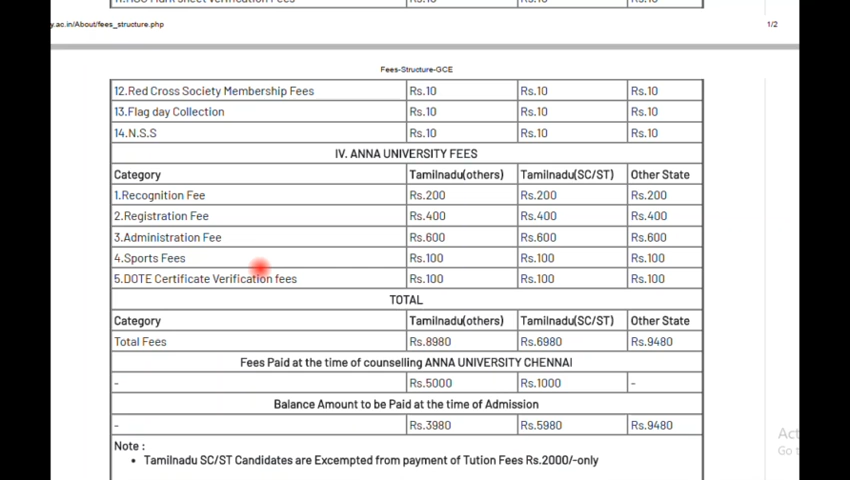 y.ac.in/About/fees_structure.php 1/2
Fees-Structure-GCE
12.Red Cross Society Membership Fees Rs.10 Rs.10 Rs.10
13.Flag day Collection Rs.10 Rs.10 Rs.10
14.N.S.S Rs.10 Rs.10 Rs.10
IV. ANNA UNIVERSITY FEES
Category Tamilnadu(others) Tamilnadu(SC/ST) Other State
1.Recognition Fee Rs.200 Rs.200 Rs.200
2.Registration Fee Rs.400 Rs.400 Rs.400
3.Administration Fee Rs.600 Rs.600 Rs.600
4.Sports Fees Rs.100 Rs.100 Rs.100
5.DOTE Certificate Verification fees Rs.100 Rs.100 Rs.100
TOTAL
Category Tamilnadu(others) Tamilnadu(SC/ST) Other State
Total Fees Rs.8980 Rs.6980 Rs.9480
Fees Paid at the time of counselling ANNA UNIVERSITY CHENNAI
- Rs.5000 Rs.1000 -
Balance Amount to be Paid at the time of Admission
- Rs.3980 Rs.5980 Rs.9480
Note :
• Tamilnadu SC/ST Candidates are Excempted from payment of Tution Fees Rs.2000/-only
Act
Go t